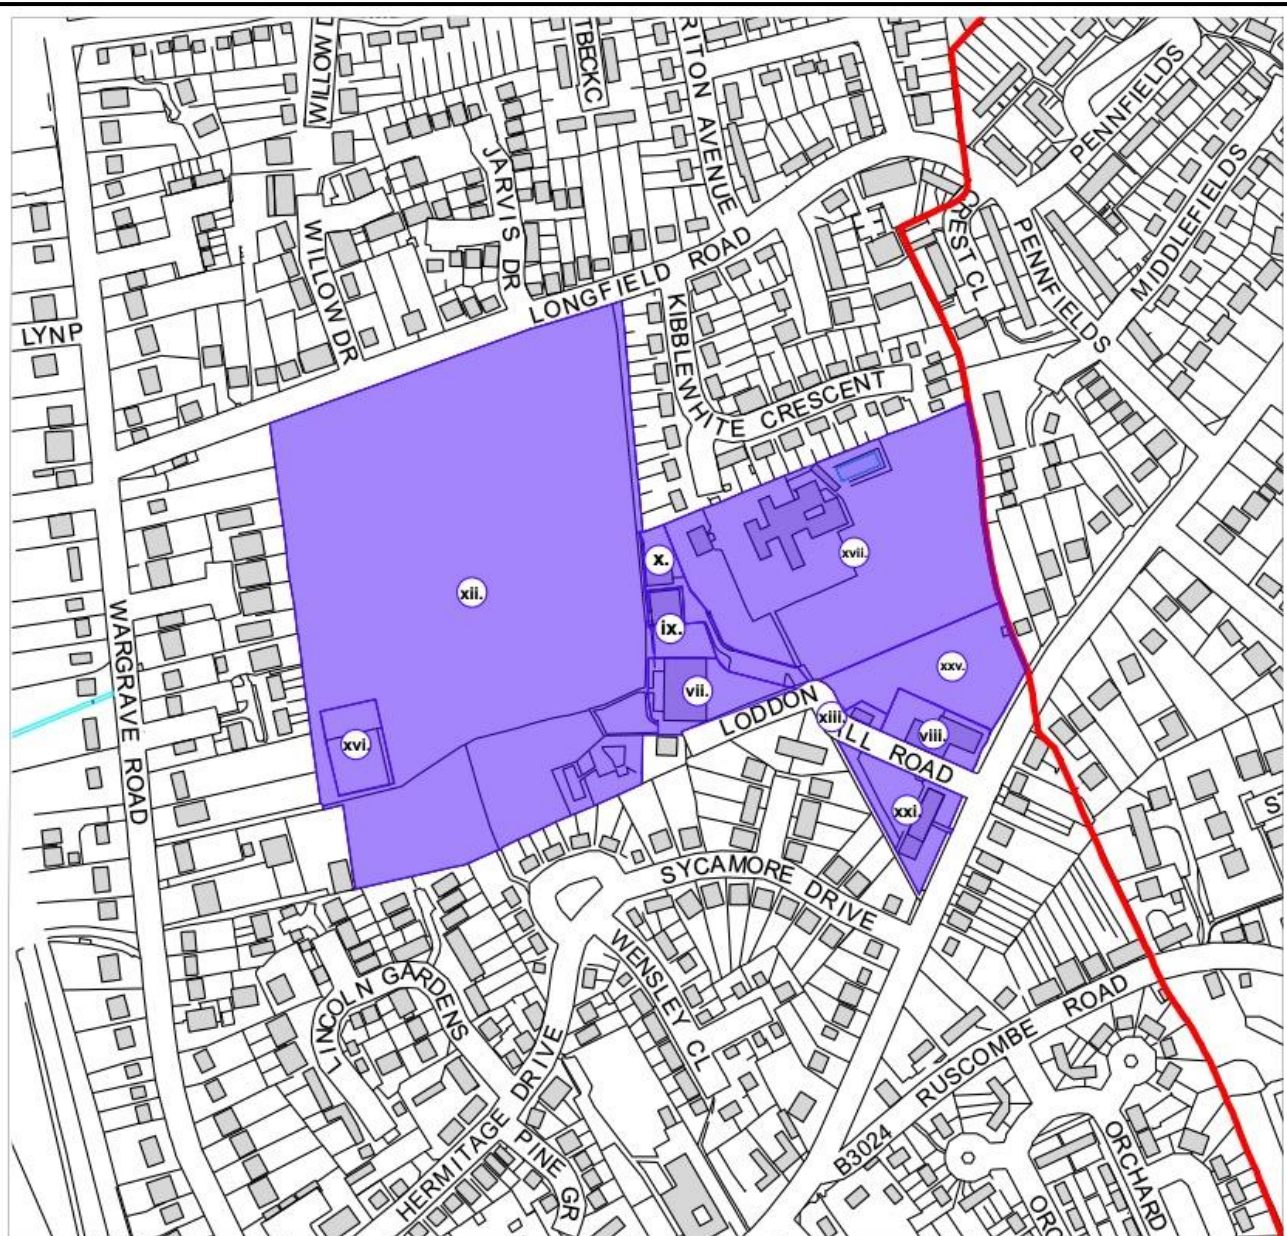 WILLOW D
TBECKC
RITON AVENUE
PENNFIELDS
JARVIS DR
MIDDLEFIELDS
CREST CL
PENNFIELDS
WILLOW DR
LONGFIELD ROAD
LYNP
KIBBLEWHITE CRESCENT
x.
xvii.
xii.
ix.
WARGRAVE ROAD
xxv.
vii.
LODDON
xiii.
ILL ROAD
viii.
xvi.
xxi.
S
SYCAMORE DRIVE
WENSLEY CL
LINCOLN GARDENS
RUSCOMBE ROAD
HERMITAGE DRIVE
PINE GR
B3024
ORCHARD
ORC